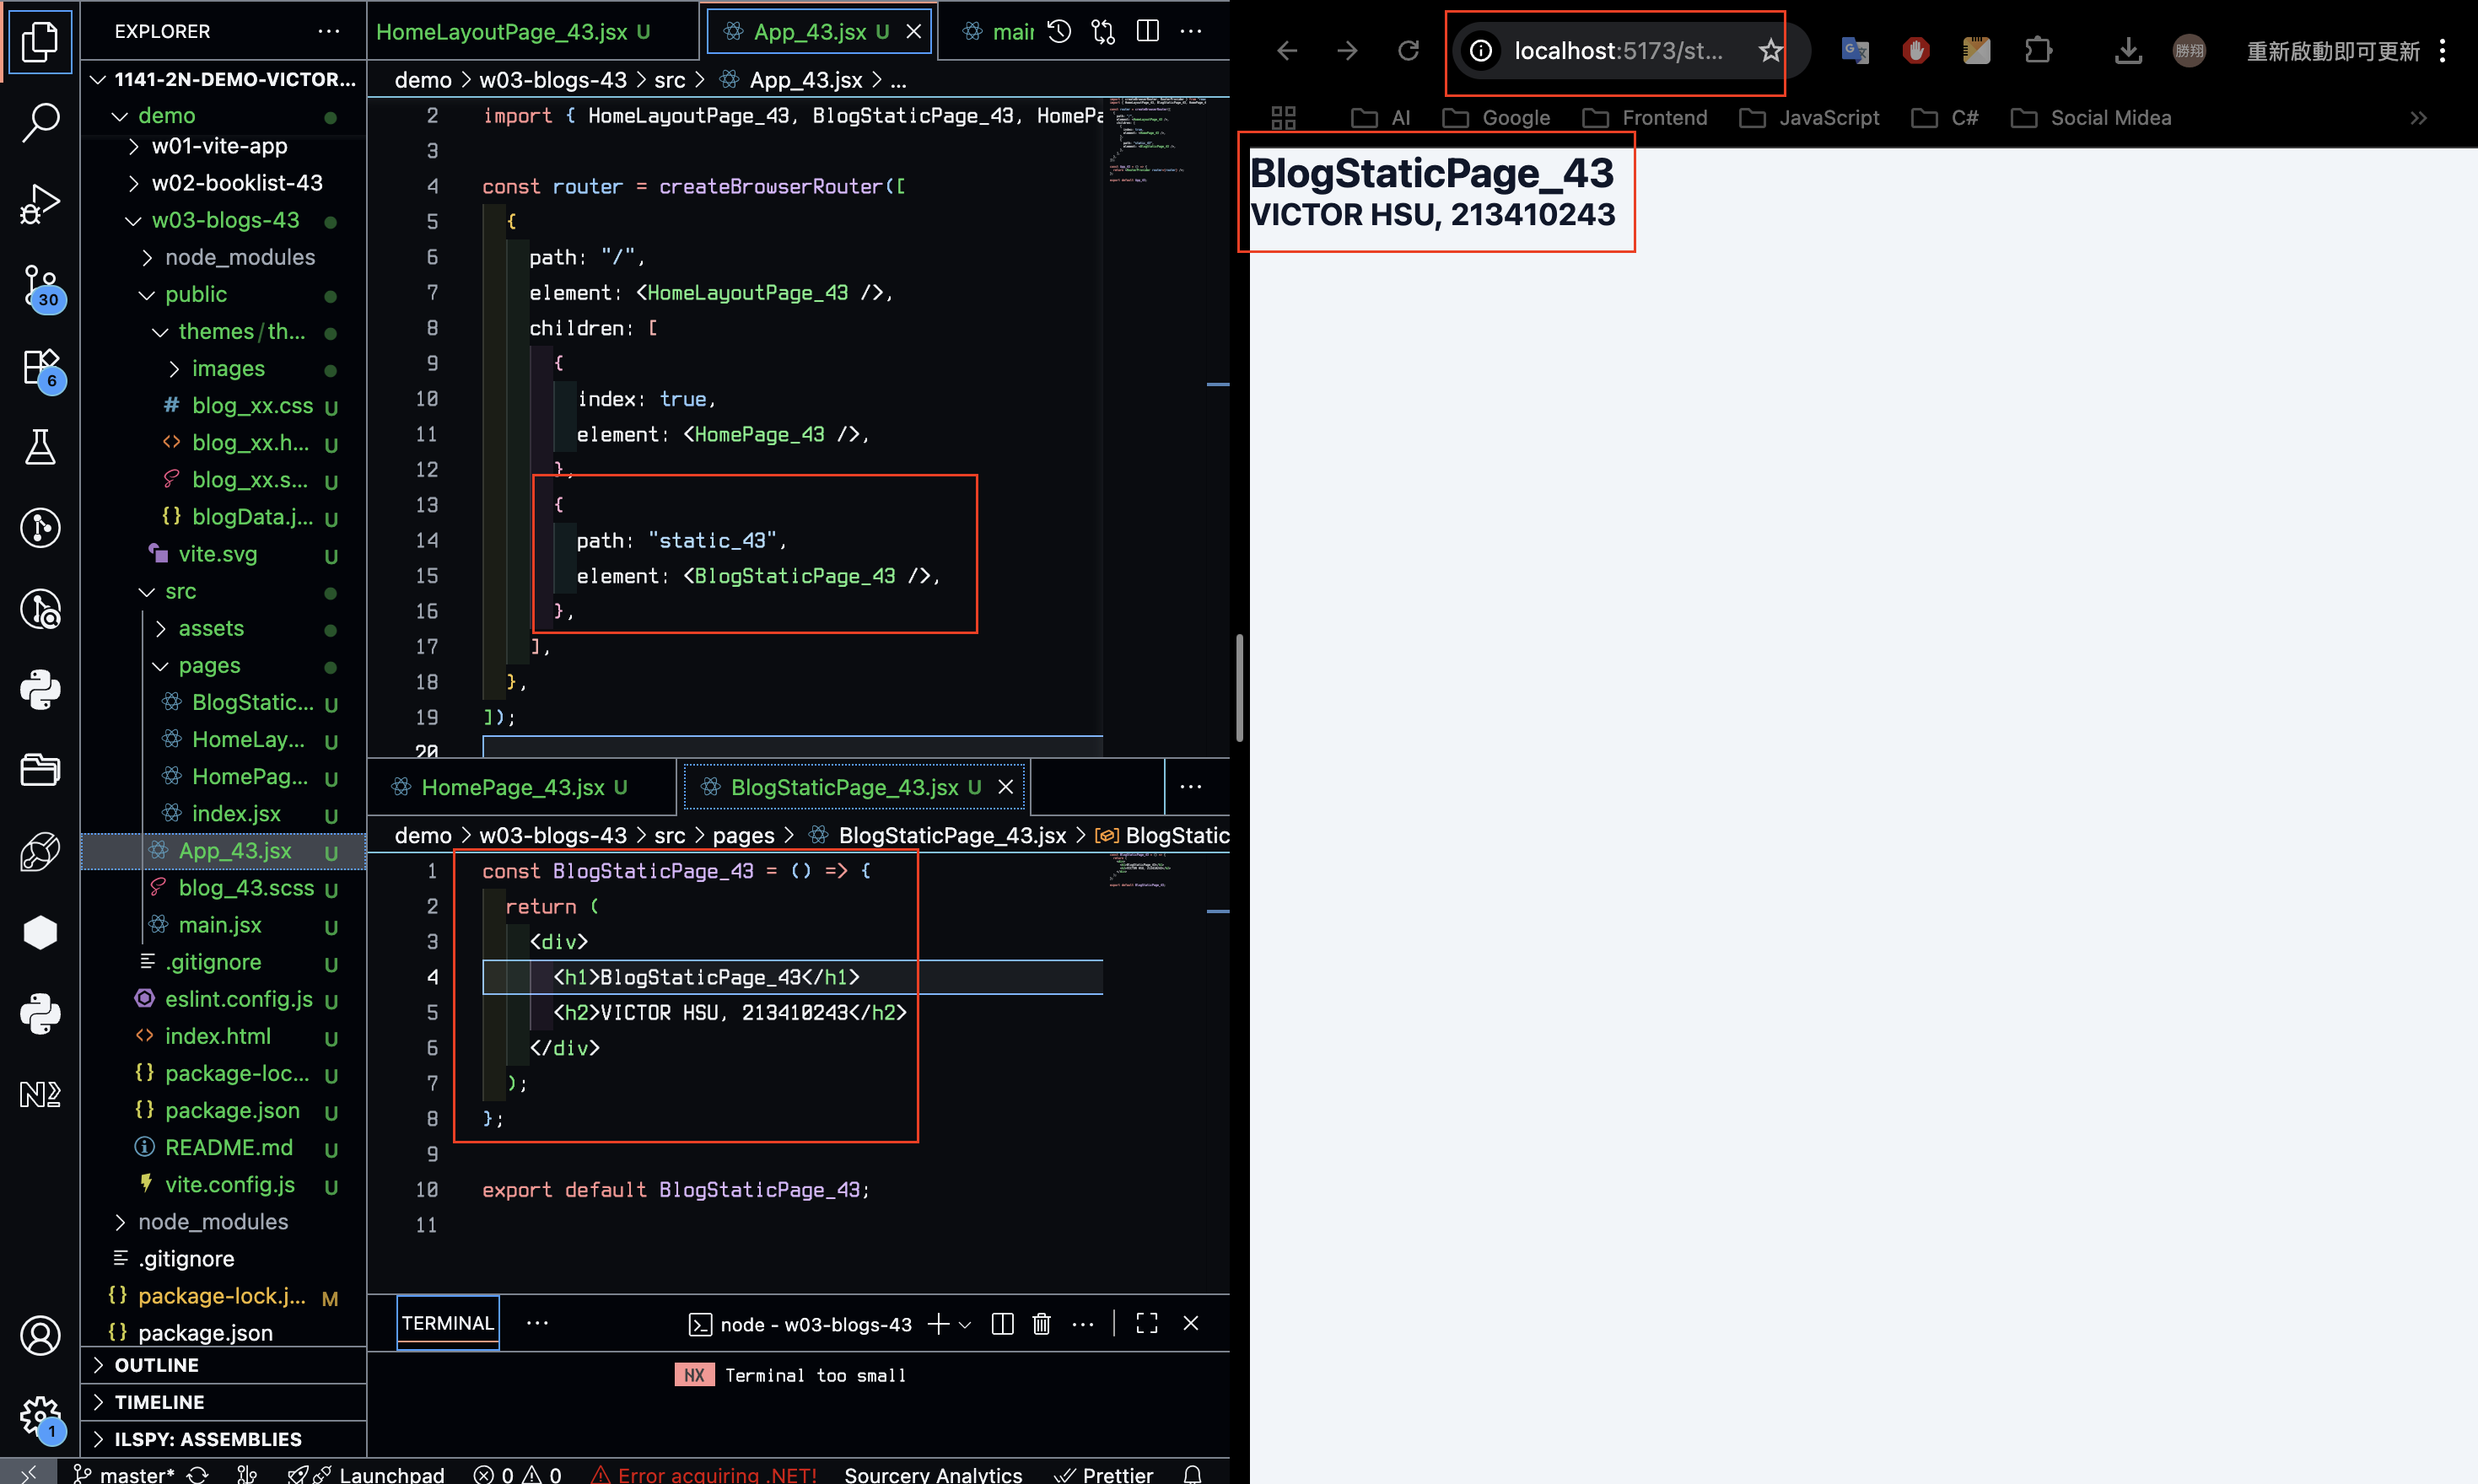 EXPLORER
1141-2N-DEMO-VICTOR...
demo
w01-vite-app
w02-booklist-43
w03-blogs-43
node_modules
public
themes/th...
images
# blog_xx.css U
<> blog_xx.h... U
blog_xx.s... U
{} blogData.j... U
vite.svg U
src
assets
pages
BlogStatic... U
HomeLay... U
HomePag... U
index.jsx U
App_43.jsx U
blog_43.scss U
main.jsx U
.gitignore U
eslint.config.js U
<> index.html U
{} package-loc... U
{} package.json U
README.md U
vite.config.js U
node_modules
.gitignore
{} package-lock.j... M
{} package.json
OUTLINE
TIMELINE
ILSPY: ASSEMBLIES
30
6
1
HomeLayoutPage_43.jsx U
App_43.jsx U
main
demo > w03-blogs-43 > src > App_43.jsx > ...
2 import { HomeLayoutPage_43, BlogStaticPage_43, HomePa
3
4 const router = createBrowserRouter([
5 {
6 path: "/",
7 element: <HomeLayoutPage_43 />,
8 children: [
9 {
10 index: true,
11 element: <HomePage_43 />,
12 },
13 {
14 path: "static_43",
15 element: <BlogStaticPage_43 />,
16 },
17 ],
18 },
19 ]);
20
HomePage_43.jsx U
BlogStaticPage_43.jsx U
demo > w03-blogs-43 > src > pages > BlogStaticPage_43.jsx > BlogStatic
1 const BlogStaticPage_43 = () => {
2 return (
3 <div>
4 <h1>BlogStaticPage_43</h1>
5 <h2>VICTOR HSU, 213410243</h2>
6 </div>
7 );
8 };
9
10 export default BlogStaticPage_43;
11
TERMINAL
node - w03-blogs-43
NX Terminal too small
master* Launchpad 0 0 Error acquiring .NET! Sourcery Analytics Prettier
localhost:5173/st...
勝翔
重新啟動即可更新
AI
Google
Frontend
JavaScript
C#
Social Midea
BlogStaticPage_43
VICTOR HSU, 213410243